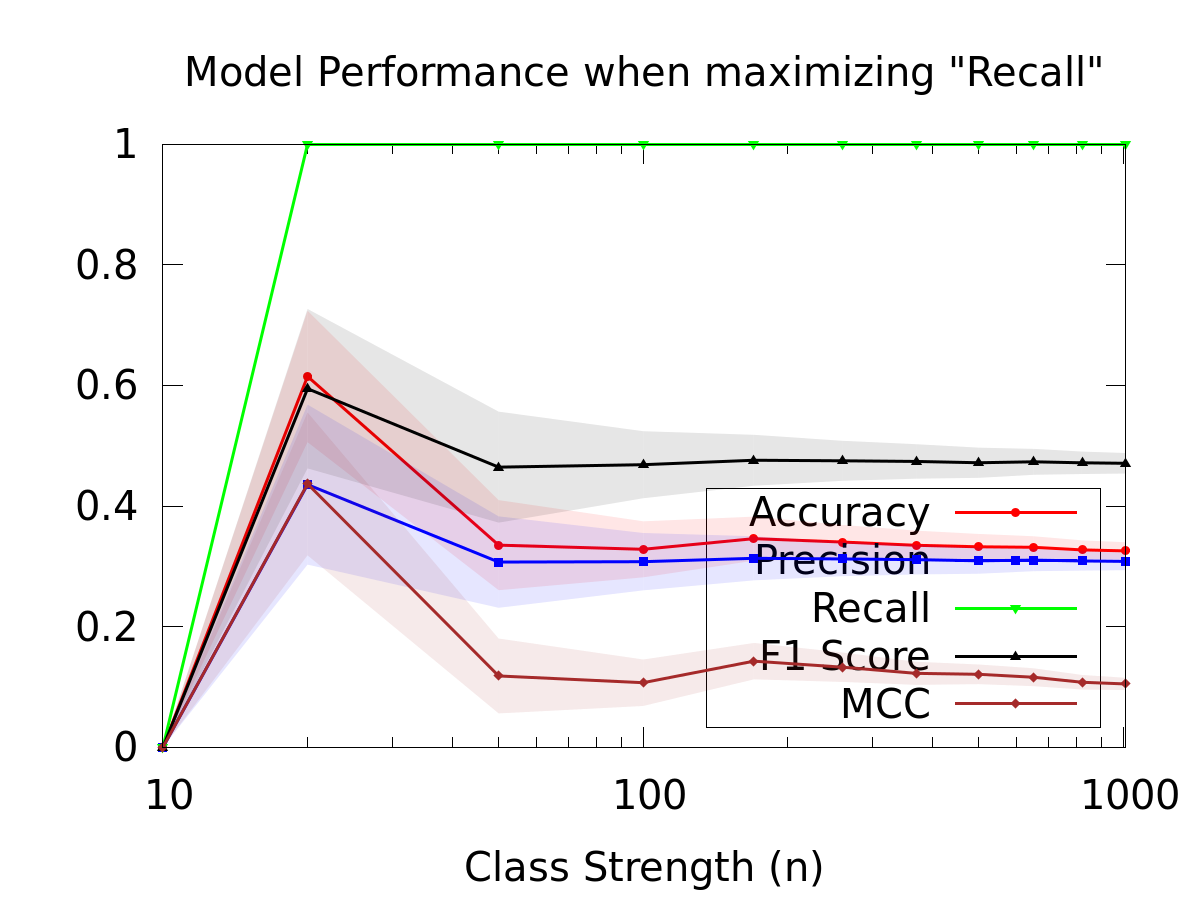 Model Performance when maximizing "Recall"
1
0.8
0.6
0.4
0.2
0
Accuracy
Precision
Recall
F1 Score
MCC
10 100 1000
Class Strength (n)